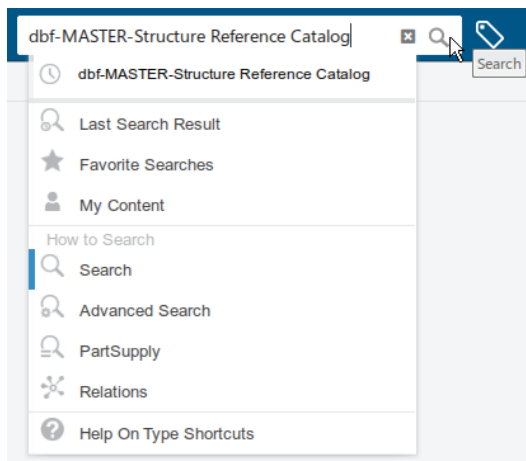 dbf-MASTER-Structure Reference Catalog
Search
dbf-MASTER-Structure Reference Catalog
Last Search Result
Favorite Searches
My Content
How to Search
Search
Advanced Search
PartSupply
Relations
Help On Type Shortcuts